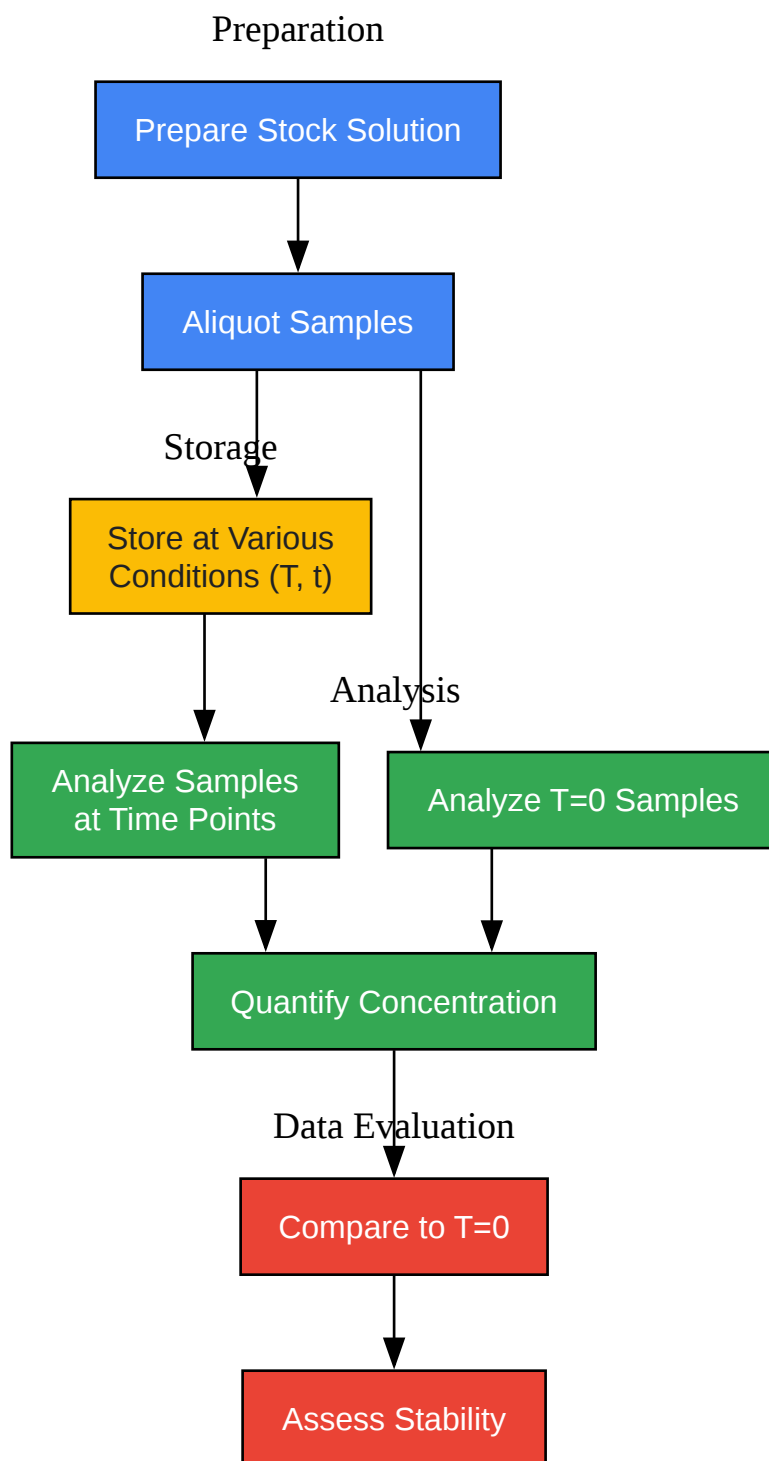 Preparation
Prepare Stock Solution
Aliquot Samples
Storage
Store at Various
Conditions (T, t)
Analysis
Analyze Samples
at Time Points
Analyze T=0 Samples
Quantify Concentration
Data Evaluation
Compare to T=0
Assess Stability